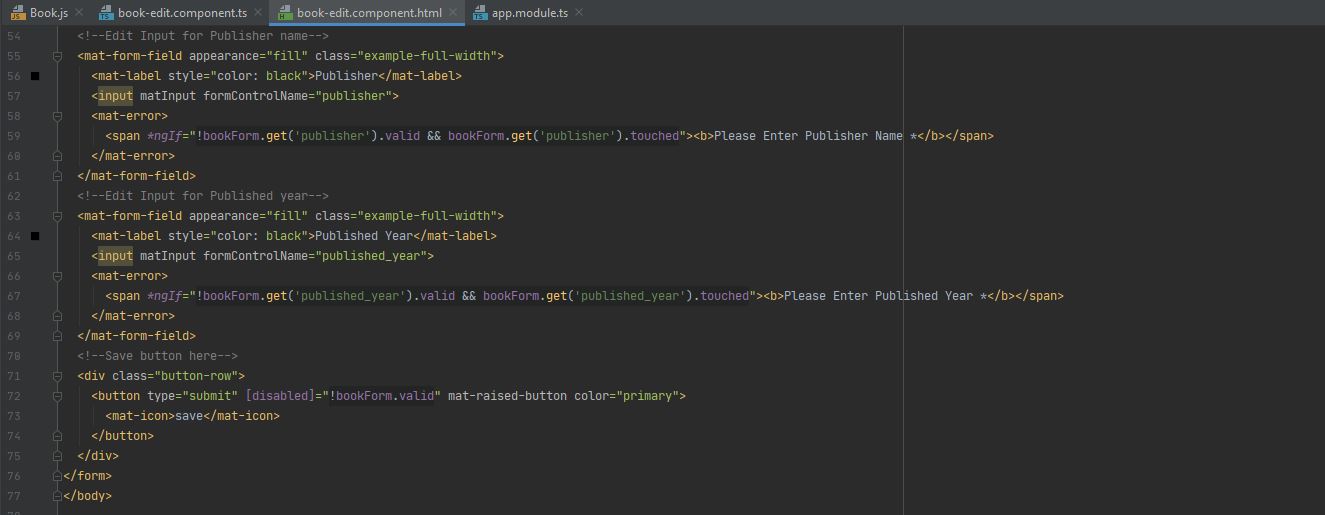 Book.js book-edit.component.ts book-edit.component.html app.module.ts
54 <!--Edit Input for Publisher name-->
55 <mat-form-field appearance="fill" class="example-full-width">
56 <mat-label style="color: black">Publisher</mat-label>
57 <input matInput formControlName="publisher">
58 <mat-error>
59 <span *ngIf="!bookForm.get('publisher').valid && bookForm.get('publisher').touched"><b>Please Enter Publisher Name *</b></span>
60 </mat-error>
61 </mat-form-field>
62 <!--Edit Input for Published year-->
63 <mat-form-field appearance="fill" class="example-full-width">
64 <mat-label style="color: black">Published Year</mat-label>
65 <input matInput formControlName="published_year">
66 <mat-error>
67 <span *ngIf="!bookForm.get('published_year').valid && bookForm.get('published_year').touched"><b>Please Enter Published Year *</b></span>
68 </mat-error>
69 </mat-form-field>
70 <!--Save button here-->
71 <div class="button-row">
72 <button type="submit" [disabled]="!bookForm.valid" mat-raised-button color="primary">
73 <mat-icon>save</mat-icon>
74 </button>
75 </div>
76 </form>
77 </body>